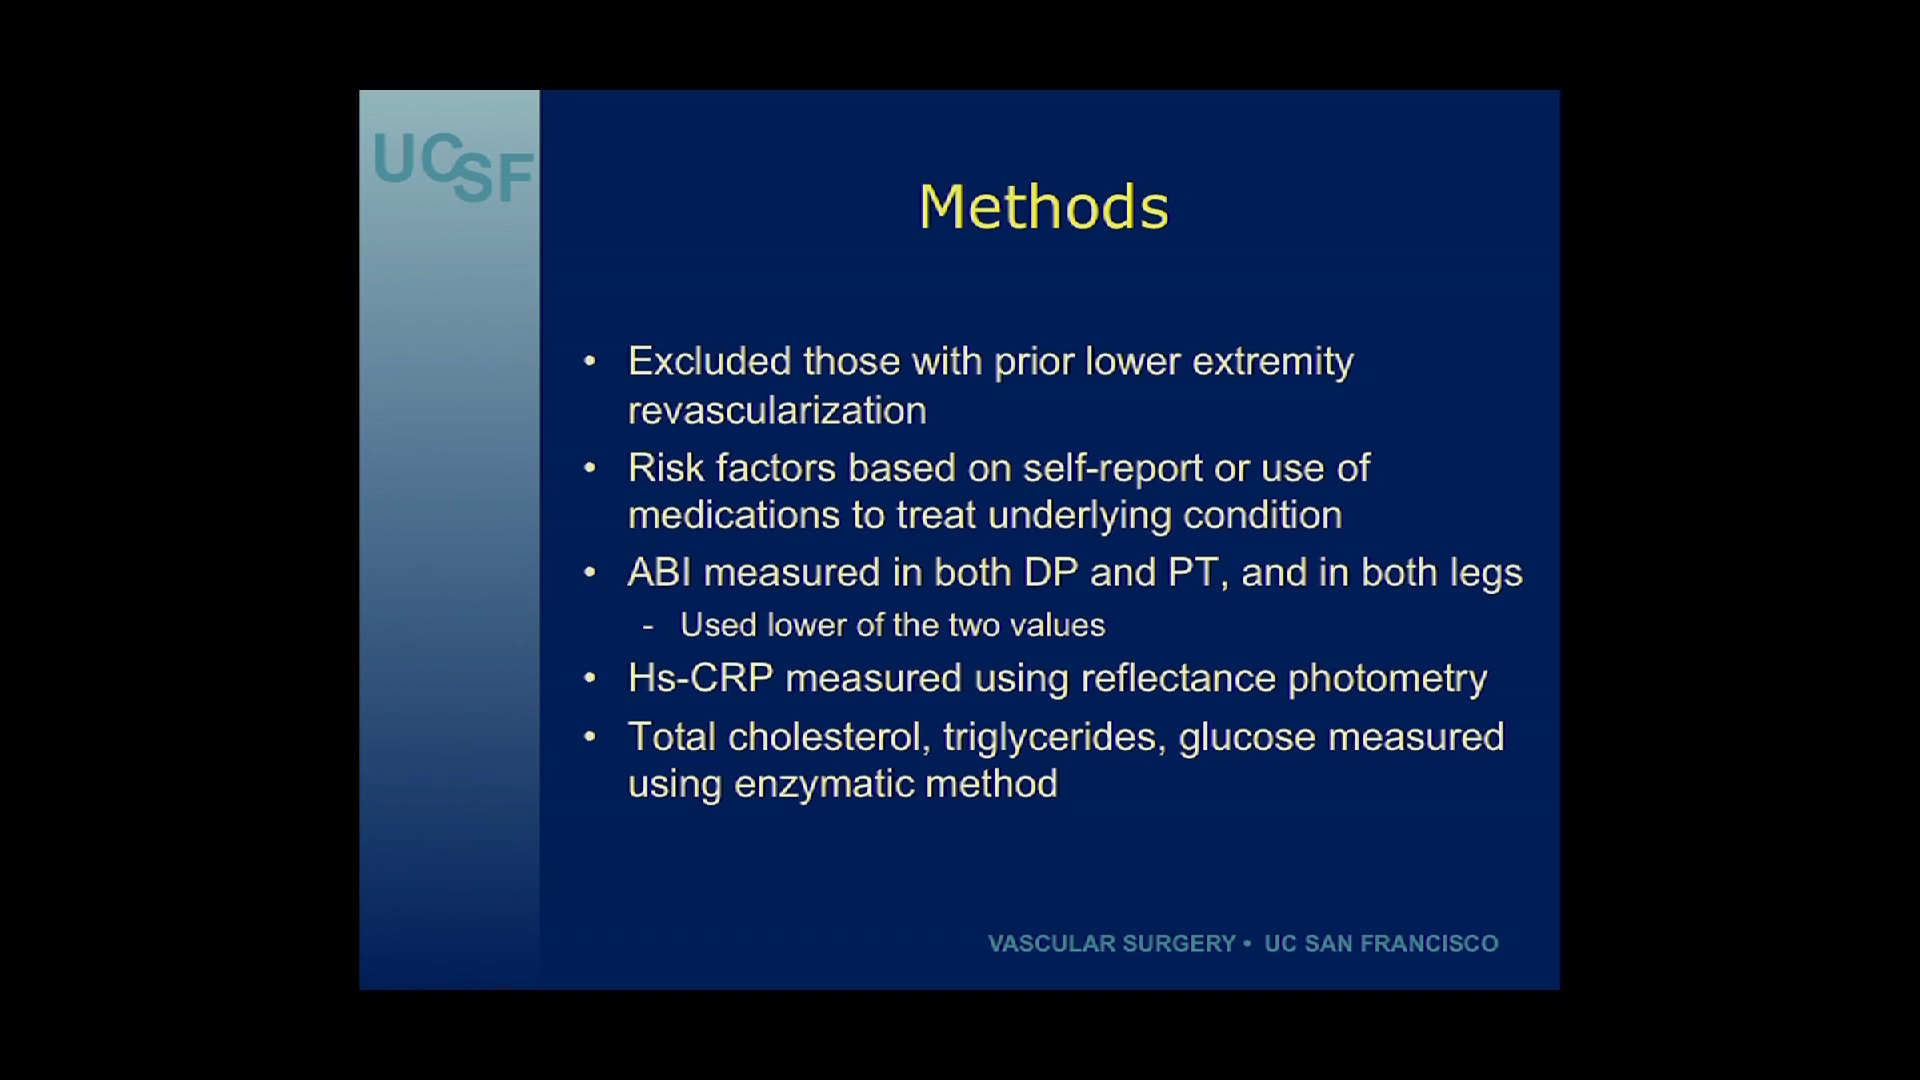 UCSF
Methods
• Excluded those with prior lower extremity
revascularization
• Risk factors based on self-report or use of
medications to treat underlying condition
• ABI measured in both DP and PT, and in both legs
- Used lower of the two values
• Hs-CRP measured using reflectance photometry
• Total cholesterol, triglycerides, glucose measured
using enzymatic method
VASCULAR SURGERY • UC SAN FRANCISCO